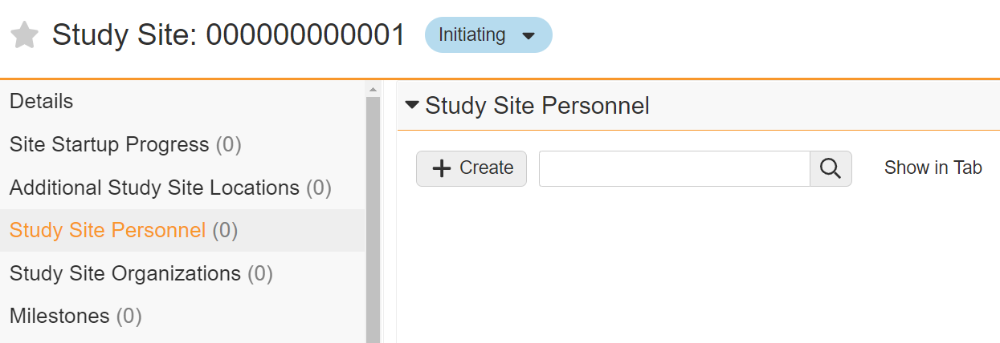 Study Site: 000000000001
Initiating
Details
Site Startup Progress (0)
Additional Study Site Locations (0)
Study Site Personnel (0)
Study Site Organizations (0)
Milestones (0)
Study Site Personnel
Create
Show in Tab